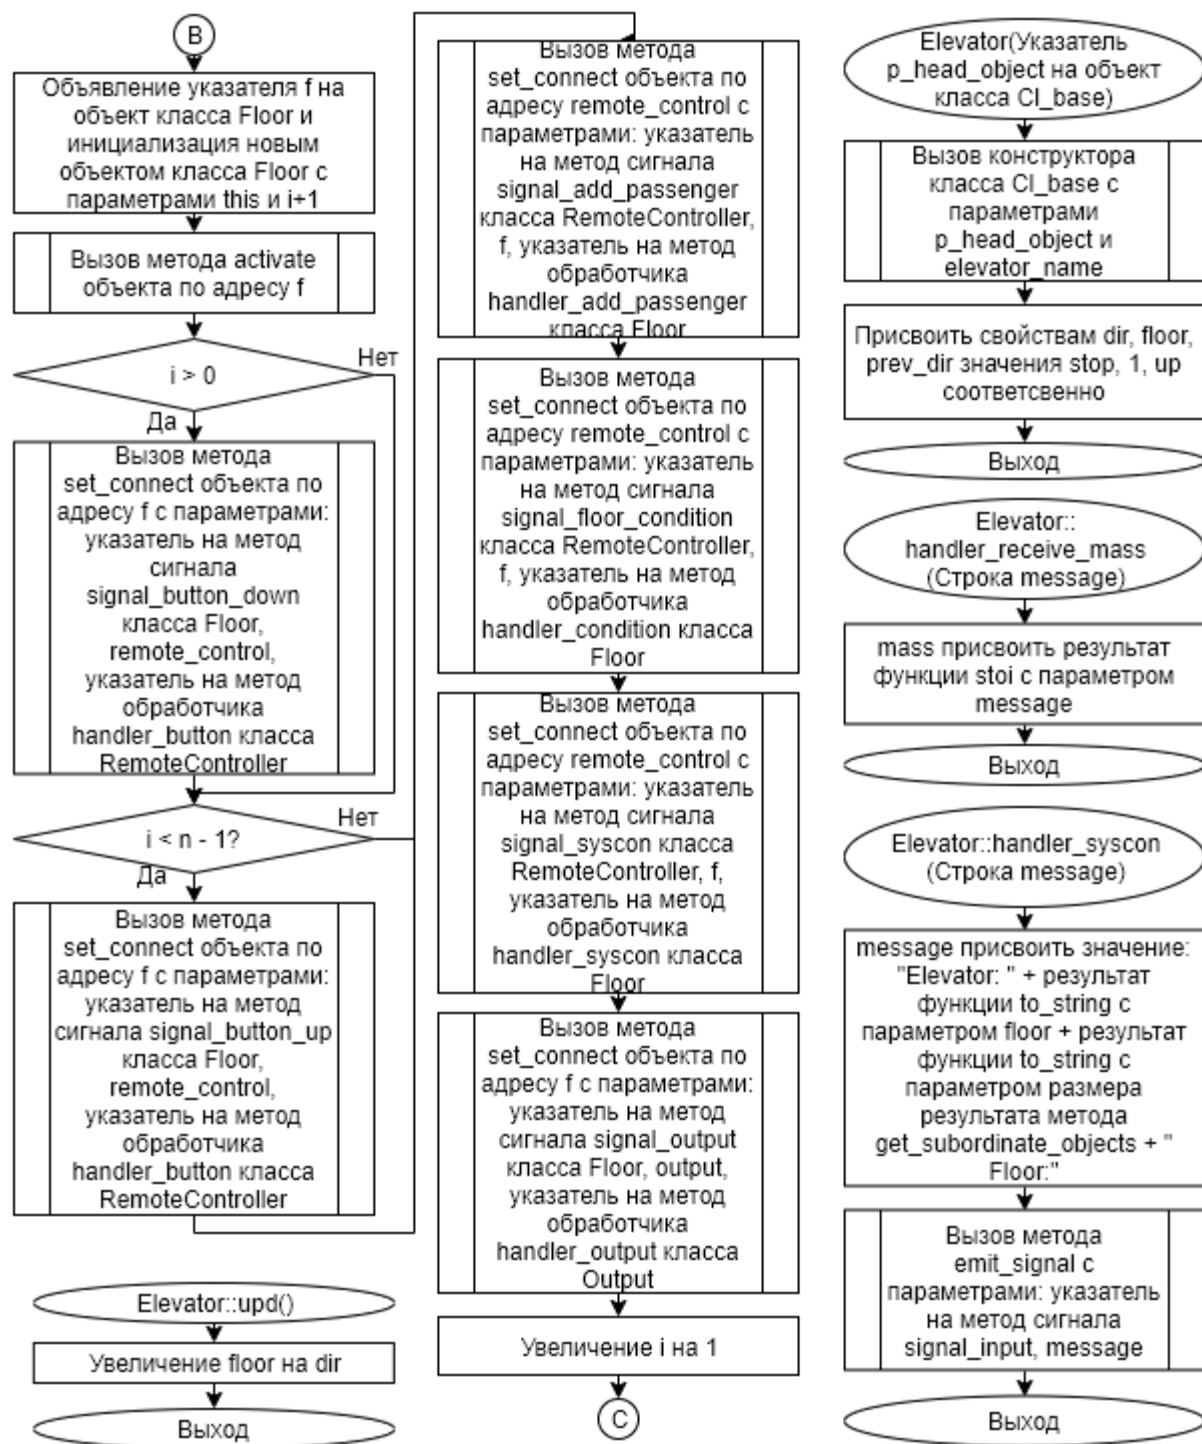 B
Объявление указателя f на
объект класса Floor и
инициализация новым
объектом класса Floor с
параметрами this и i+1
Вызов метода activate
объекта по адресу f
i > 0
Нет
Да
Вызов метода
set_connect объекта по
адресу f с параметрами:
указатель на метод
сигнала
signal_button_down
класса Floor,
remote_control,
указатель на метод
обработчика
handler_button класса
RemoteController
i < n - 1?
Нет
Да
Вызов метода
set_connect объекта по
адресу f с параметрами:
указатель на метод
сигнала signal_button_up
класса Floor,
remote_control,
указатель на метод
обработчика
handler_button класса
RemoteController
Elevator::upd()
Увеличение floor на dir
Выход
Вызов метода
set_connect объекта по
адресу remote_control с
параметрами: указатель
на метод сигнала
signal_add_passenger
класса RemoteController,
f, указатель на метод
обработчика
handler_add_passenger
класса Floor
Вызов метода
set_connect объекта по
адресу remote_control с
параметрами: указатель
на метод сигнала
signal_floor_condition
класса RemoteController,
f, указатель на метод
обработчика
handler_condition класса
Floor
Вызов метода
set_connect объекта по
адресу remote_control с
параметрами: указатель
на метод сигнала
signal_syscon класса
RemoteController, f,
указатель на метод
обработчика
handler_syscon класса
Floor
Вызов метода
set_connect объекта по
адресу f с параметрами:
указатель на метод
сигнала signal_output
класса Floor, output,
указатель на метод
обработчика
handler_output класса
Output
Увеличение i на 1
C
Elevator(Указатель
p_head_object на объект
класса Cl_base)
Вызов конструктора
класса Cl_base с
параметрами
p_head_object и
elevator_name
Присвоить свойствам dir, floor,
prev_dir значения stop, 1, up
соответсвенно
Выход
Elevator::
handler_receive_mass
(Строка message)
mass присвоить результат
функции stoi с параметром
message
Выход
Elevator::handler_syscon
(Строка message)
message присвоить значение:
"Elevator: " + результат
функции to_string с
параметром floor + результат
функции to_string с
параметром размера
результата метода
get_subordinate_objects + "
Floor:"
Вызов метода
emit_signal с
параметрами: указатель
на метод сигнала
signal_input, message
Выход